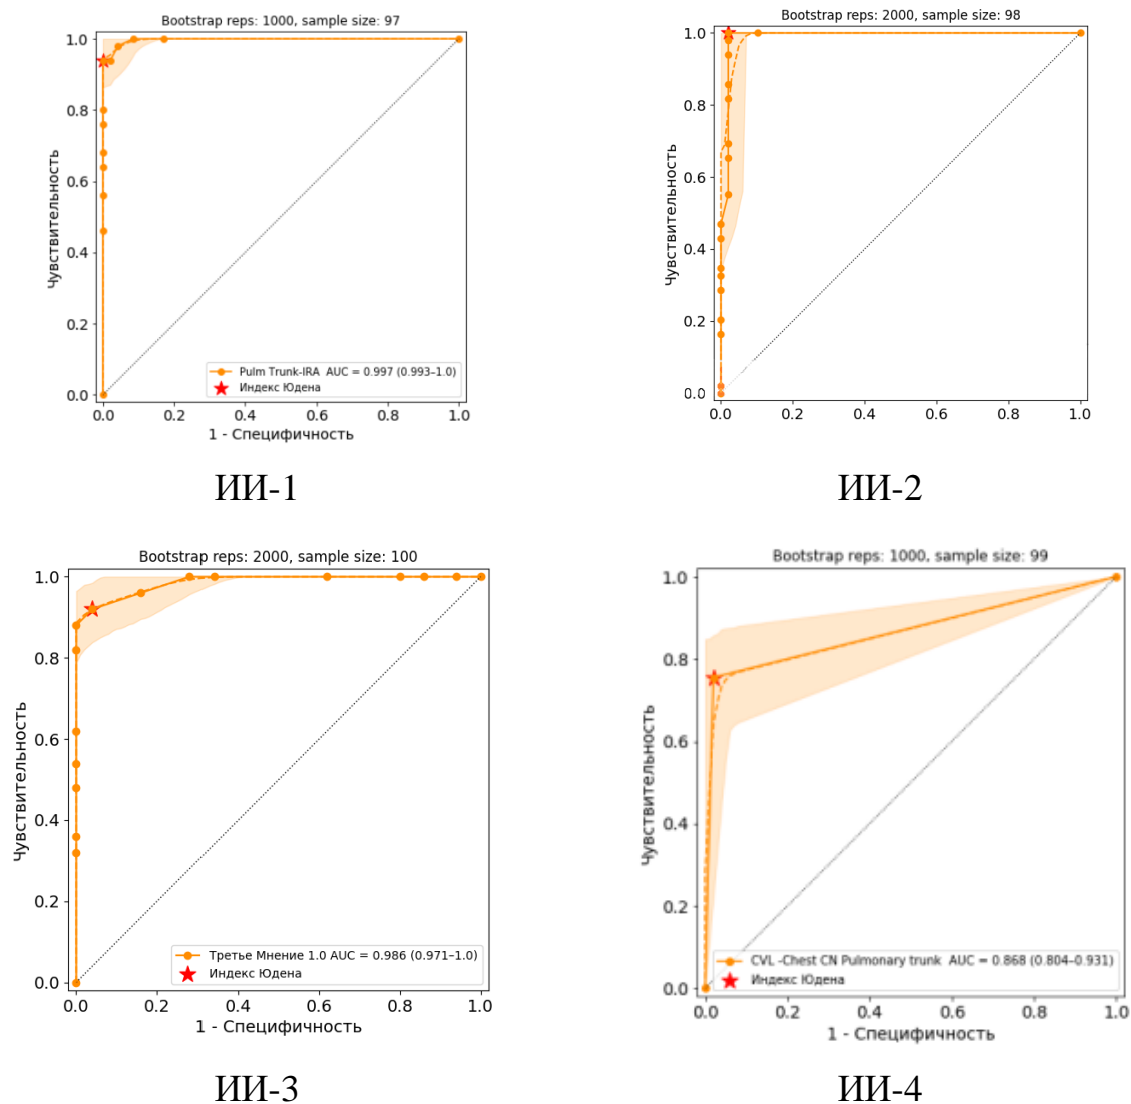 Bootstrap reps: 1000, sample size: 97
1.0
0.8
0.6
0.4
0.2
0.0
Чувствительность
Pulm Trunk-IRA AUC = 0.997 (0.993–1.0)
Индекс Юдена
0.0 0.2 0.4 0.6 0.8 1.0
1 - Специфичность
ИИ-1
Bootstrap reps: 2000, sample size: 98
1.0
0.8
0.6
0.4
0.2
0.0
Чувствительность
0.0 0.2 0.4 0.6 0.8 1.0
ИИ-2
Bootstrap reps: 2000, sample size: 100
1.0
0.8
0.6
0.4
0.2
0.0
Чувствительность
Третье Мнение 1.0 AUC = 0.986 (0.971–1.0)
Индекс Юдена
0.0 0.2 0.4 0.6 0.8 1.0
1 - Специфичность
ИИ-3
Bootstrap reps: 1000, sample size: 99
1.0
0.8
0.6
0.4
0.2
0.0
Чувствительность
CVL -Chest CN Pulmonary trunk AUC = 0.868 (0.804–0.931)
Индекс Юдена
0.0 0.2 0.4 0.6 0.8 1.0
1 - Специфичность
ИИ-4